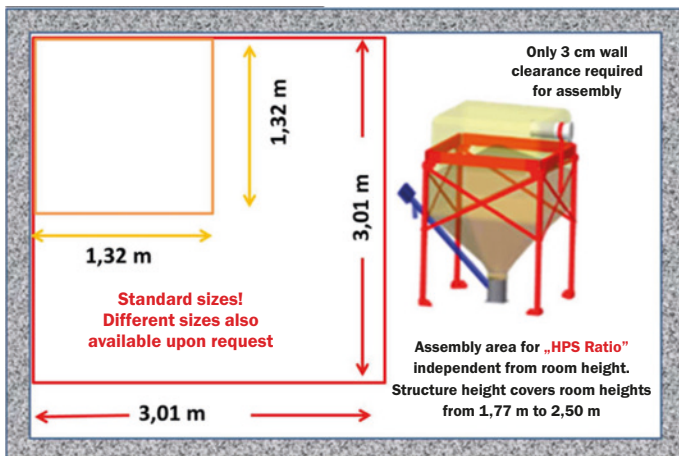 Only 3 cm wall
clearance required
for assembly
1,32 m
1,32 m
3,01 m
Standard sizes!
Different sizes also
available upon request
3,01 m
Assembly area for „HPS Ratio”
independent from room height.
Structure height covers room heights
from 1,77 m to 2,50 m